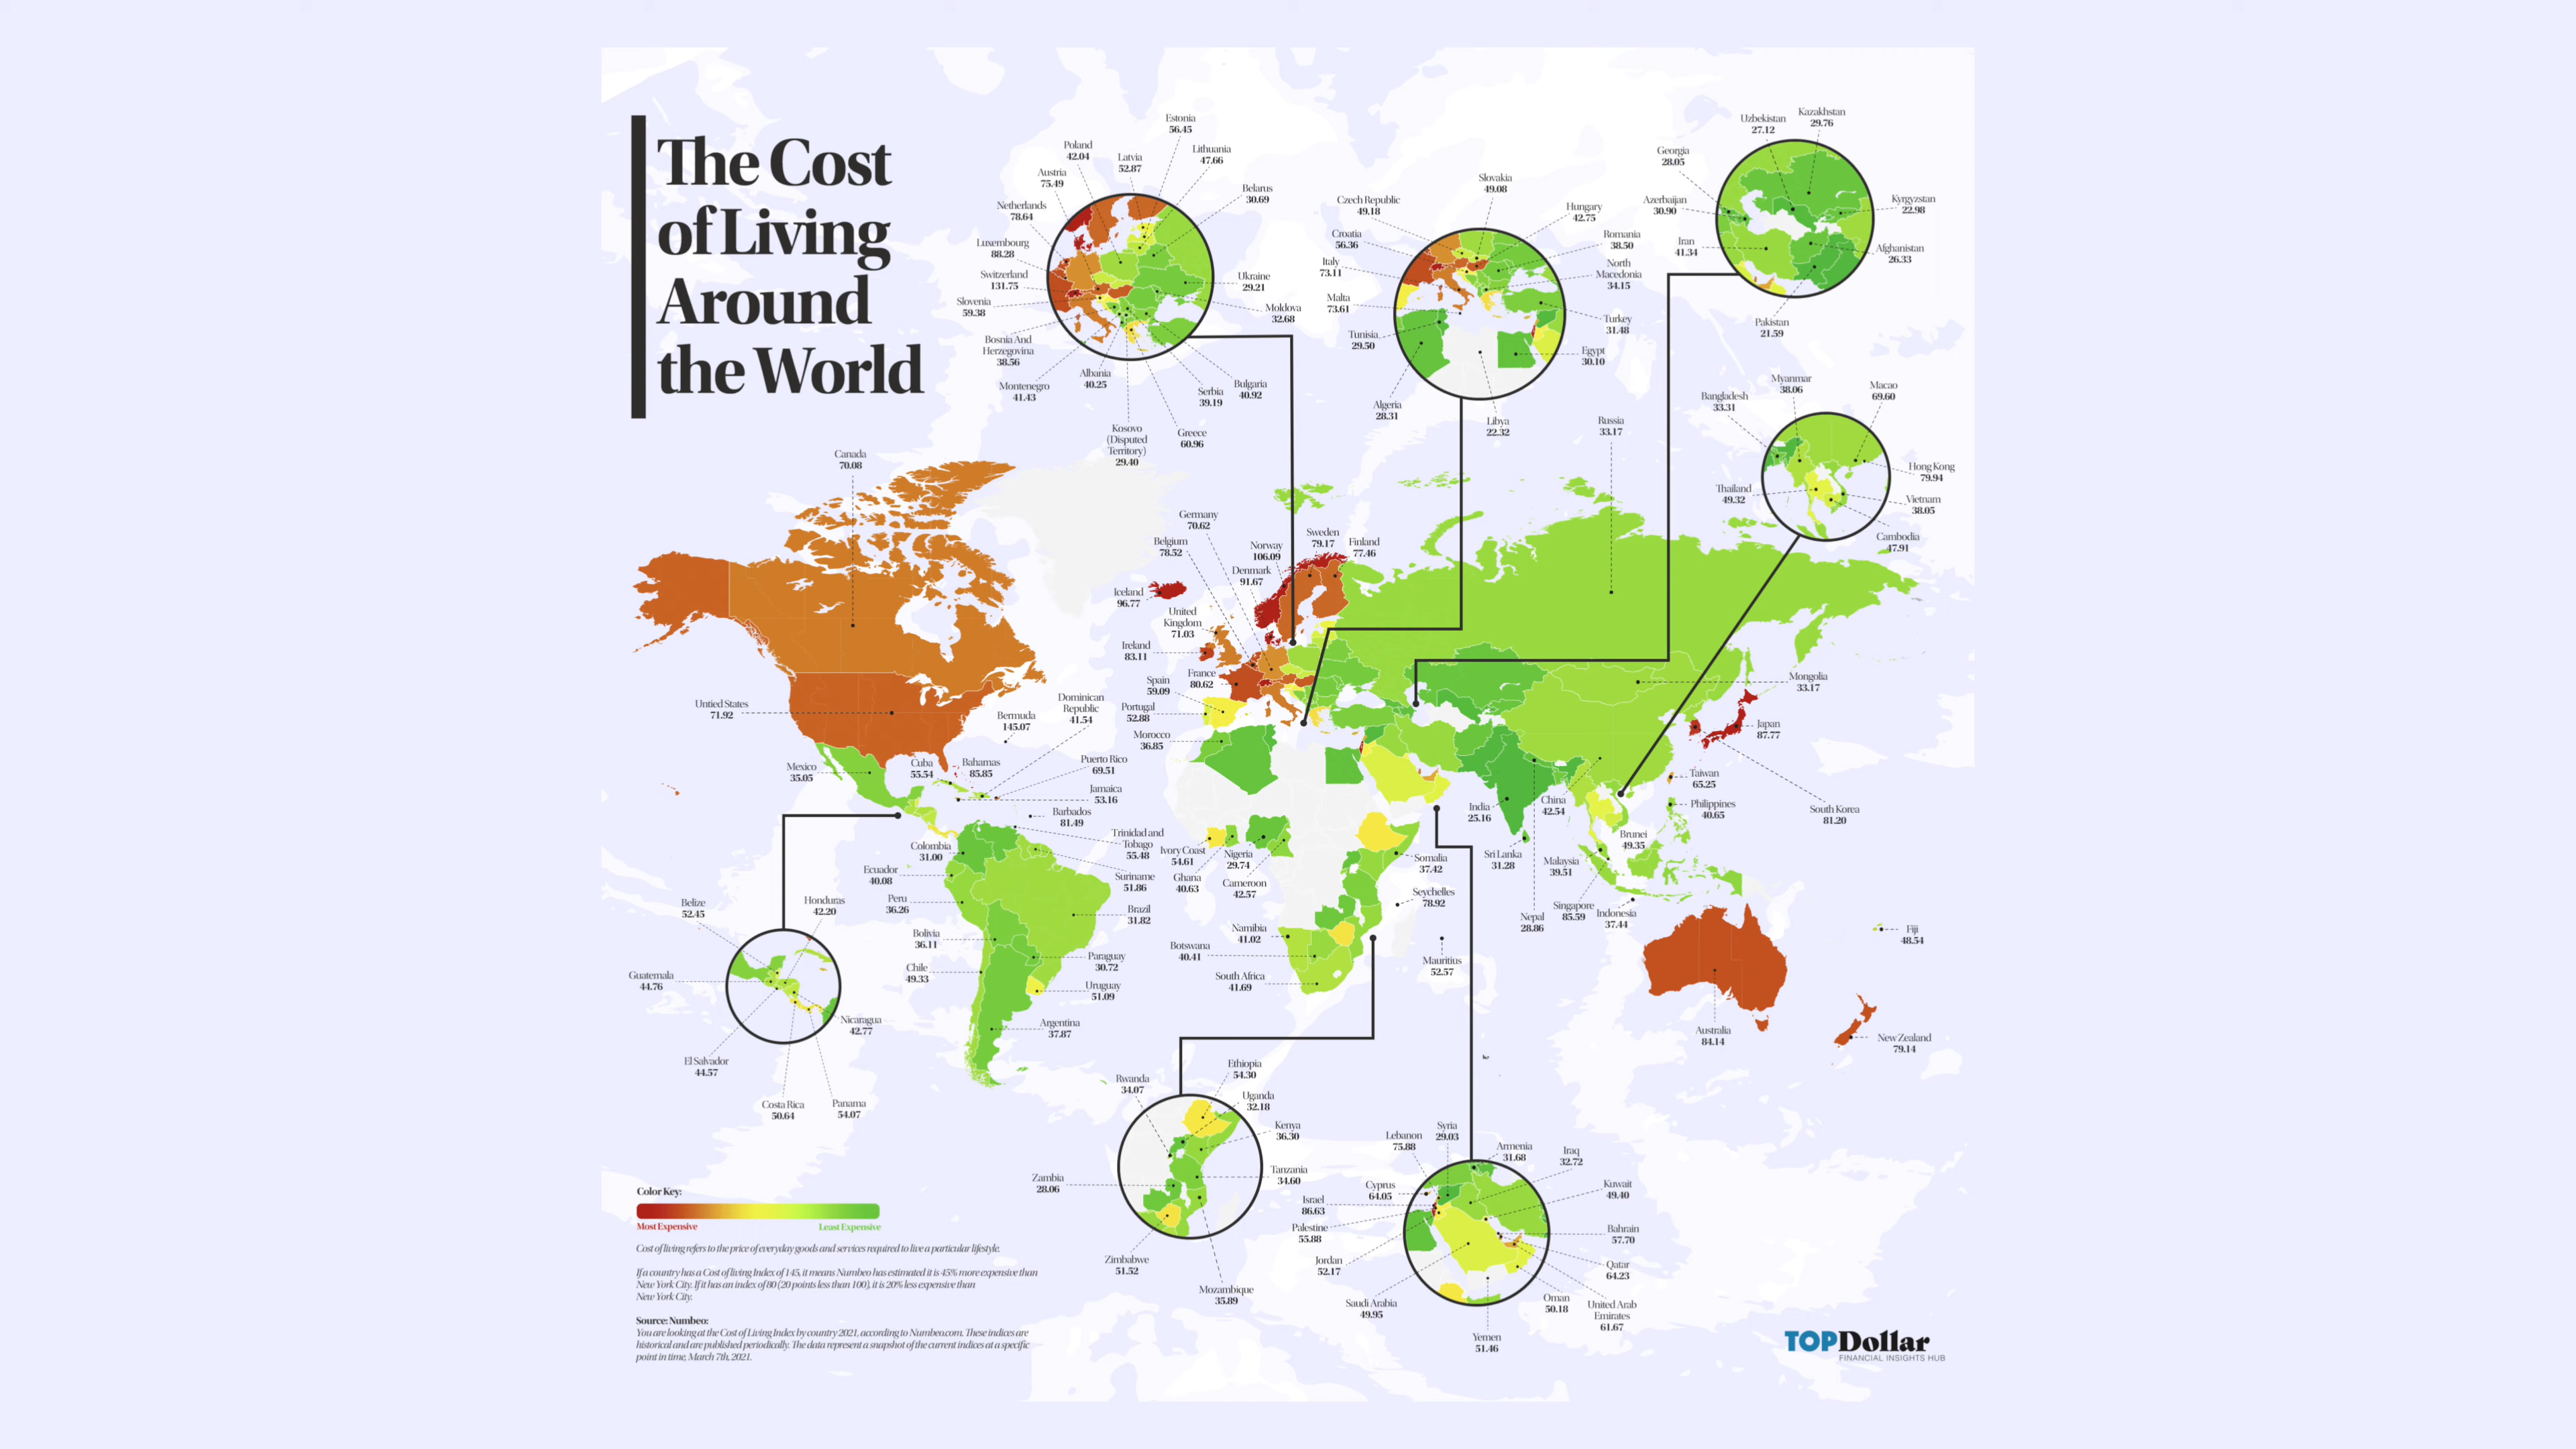 The Cost
of Living
Around
the World
Estonia
56.45
Poland
42.04
Latvia
52.87
Lithuania
47.66
Austria
75.49
Belarus
30.69
Netherlands
78.64
Luxembourg
88.28
Switzerland
131.75
Ukraine
29.21
Slovenia
59.38
Moldova
32.68
Bosnia And
Herzegovina
38.56
Montenegro
41.43
Albania
40.25
Serbia
39.19
Bulgaria
40.92
Kosovo
(Disputed
Territory)
29.40
Greece
60.96
Slovakia
49.08
Czech Republic
49.18
Hungary
42.75
Croatia
56.36
Romania
38.50
Italy
73.11
North
Macedonia
34.15
Malta
73.61
Turkey
31.48
Tunisia
29.50
Egypt
30.10
Algeria
28.31
Libya
22.32
Uzbekistan
27.12
Kazakhstan
29.76
Georgia
28.05
Azerbaijan
30.90
Kyrgyzstan
22.98
Iran
41.34
Afghanistan
26.33
Pakistan
21.59
Myanmar
38.06
Macao
69.60
Bangladesh
33.31
Hong Kong
79.94
Thailand
49.32
Vietnam
38.05
Cambodia
47.91
Russia
33.17
Canada
70.08
Germany
70.62
Belgium
78.52
Norway
106.09
Sweden
79.17
Finland
77.46
Denmark
91.67
Iceland
96.77
United
Kingdom
71.03
Ireland
83.11
France
80.62
Spain
59.09
Portugal
52.88
Morocco
36.85
Untied States
71.92
Dominican
Republic
41.54
Bermuda
145.07
Mexico
35.05
Cuba
55.54
Bahamas
85.85
Puerto Rico
69.51
Jamaica
53.16
Barbados
81.49
Trinidad and
Tobago
55.48
Colombia
31.00
Ecuador
40.08
Suriname
51.86
Peru
36.26
Brazil
31.82
Bolivia
36.11
Paraguay
30.72
Chile
49.33
Uruguay
51.09
Argentina
37.87
Ivory Coast
54.61
Ghana
40.63
Nigeria
29.74
Cameroon
42.57
Somalia
37.42
Seychelles
78.92
Namibia
41.02
Botswana
40.41
South Africa
41.69
Mauritius
52.57
Mongolia
33.17
Japan
87.77
Taiwan
65.25
South Korea
81.20
Philippines
40.65
India
25.16
China
42.54
Sri Lanka
31.28
Brunei
49.35
Malaysia
39.51
Nepal
28.86
Singapore
85.59
Indonesia
37.44
Fiji
48.54
Australia
84.14
New Zealand
79.14
Belize
52.45
Honduras
42.20
Guatemala
44.76
Nicaragua
42.77
El Salvador
44.57
Costa Rica
50.64
Panama
54.07
Ethiopia
54.30
Rwanda
34.07
Uganda
32.18
Kenya
36.30
Tanzania
34.60
Zambia
28.06
Zimbabwe
51.52
Mozambique
35.89
Syria
29.03
Lebanon
75.88
Armenia
31.68
Iraq
32.72
Cyprus
64.05
Kuwait
49.40
Israel
86.63
Palestine
55.88
Bahrain
57.70
Jordan
52.17
Qatar
64.23
Saudi Arabia
49.95
Oman
50.18
United Arab
Emirates
61.67
Yemen
51.46
Color Key:
Most Expensive
Least Expensive
Cost of living refers to the price of everyday goods and services required to live a particular lifestyle.
If a country has a Cost of living Index of 145, it means Numbeo has estimated it is 45% more expensive than
New York City. If it has an index of 80 (20 points less than 100), it is 20% less expensive than
New York City.
Source: Numbeo:
You are looking at the Cost of Living Index by country 2021, according to Numbeo.com. These indices are
historical and are published periodically. The data represent a snapshot of the current indices at a specific
point in time, March 7th, 2021.
TOPDollar
FINANCIAL INSIGHTS HUB